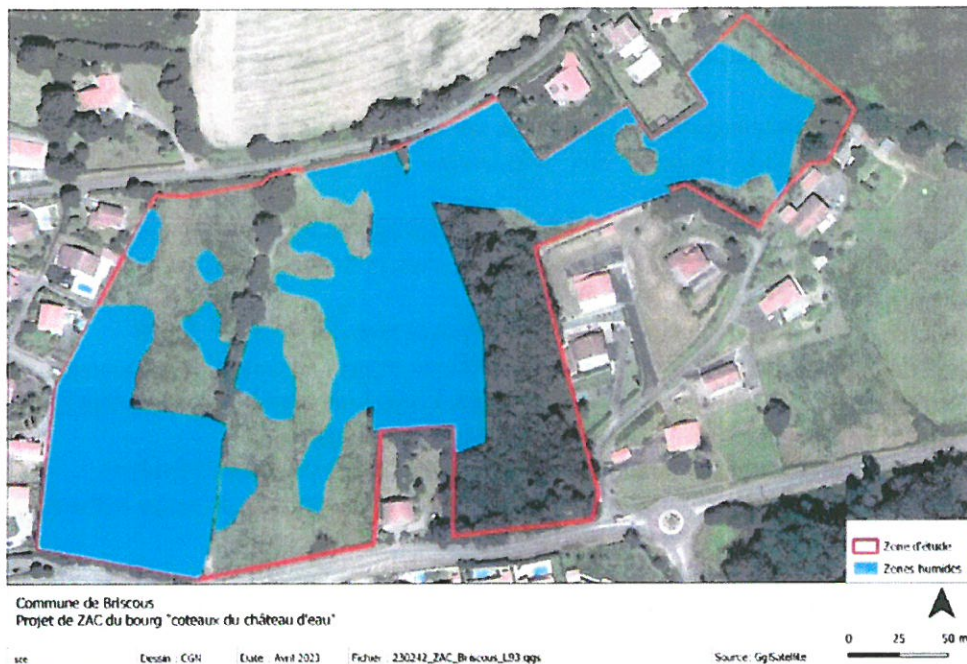 Zone d'étude
Zones humides
Commune de Briscous
Projet de ZAC du bourg "coteaux du château d'eau"
Dessin : CGN Date : Avril 2023 Fichier : 230242_ZAC_Briscous_L93.qgs Source: GglSatellite
0 25 50 m